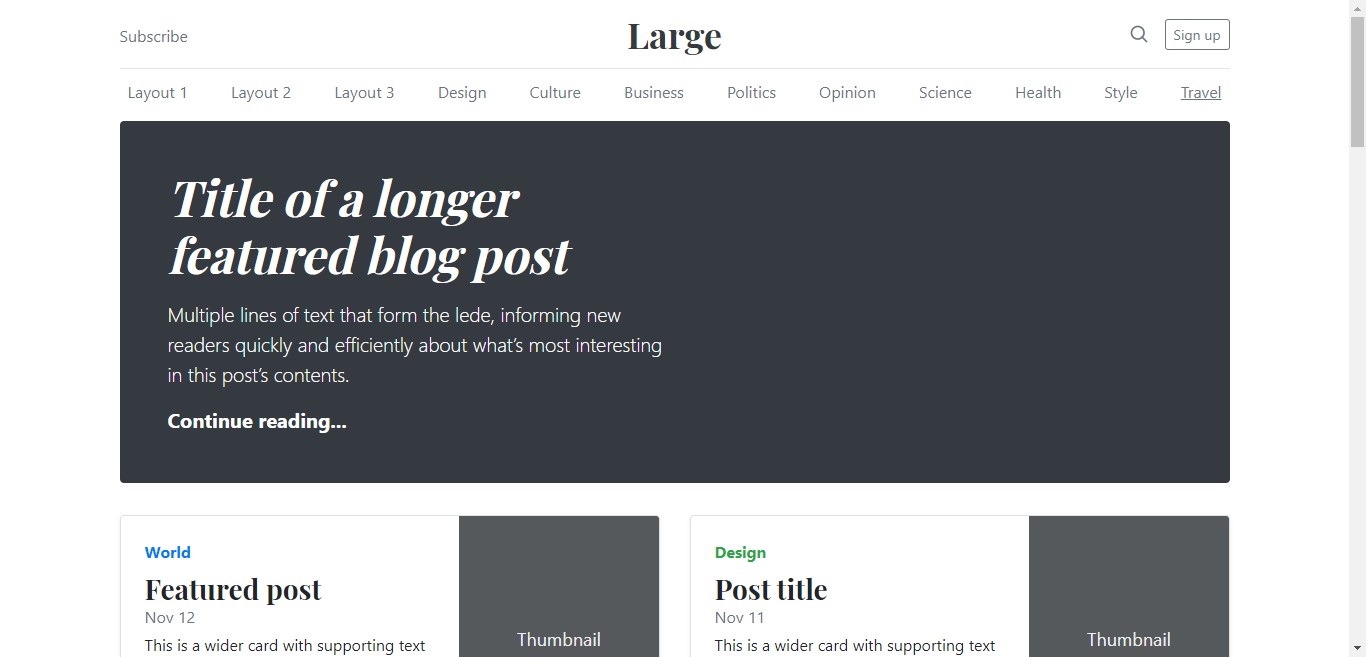 Subscribe
Large
Sign up
Layout 1 Layout 2 Layout 3 Design Culture Business Politics Opinion Science Health Style Travel
Title of a longer
featured blog post
Multiple lines of text that form the lede, informing new
readers quickly and efficiently about what’s most interesting
in this post’s contents.
Continue reading...
World
Featured post
Nov 12
This is a wider card with supporting text
Thumbnail
Design
Post title
Nov 11
This is a wider card with supporting text
Thumbnail